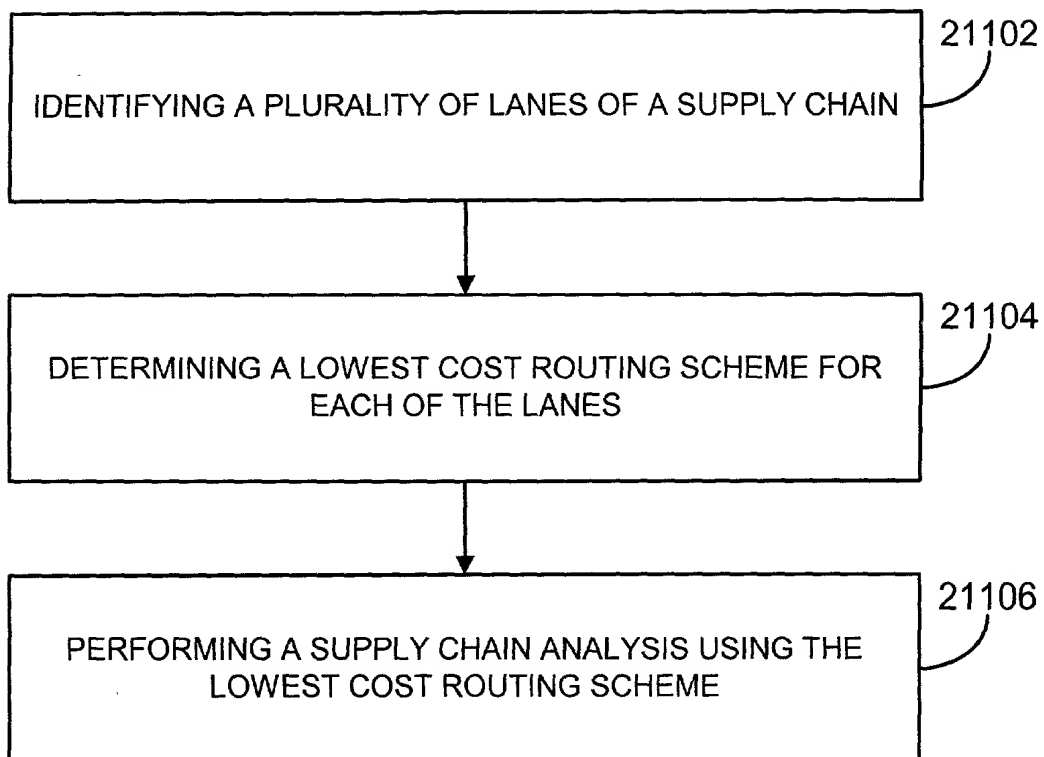 21102
IDENTIFYING A PLURALITY OF LANES OF A SUPPLY CHAIN
21104
DETERMINING A LOWEST COST ROUTING SCHEME FOR
EACH OF THE LANES
21106
PERFORMING A SUPPLY CHAIN ANALYSIS USING THE
LOWEST COST ROUTING SCHEME